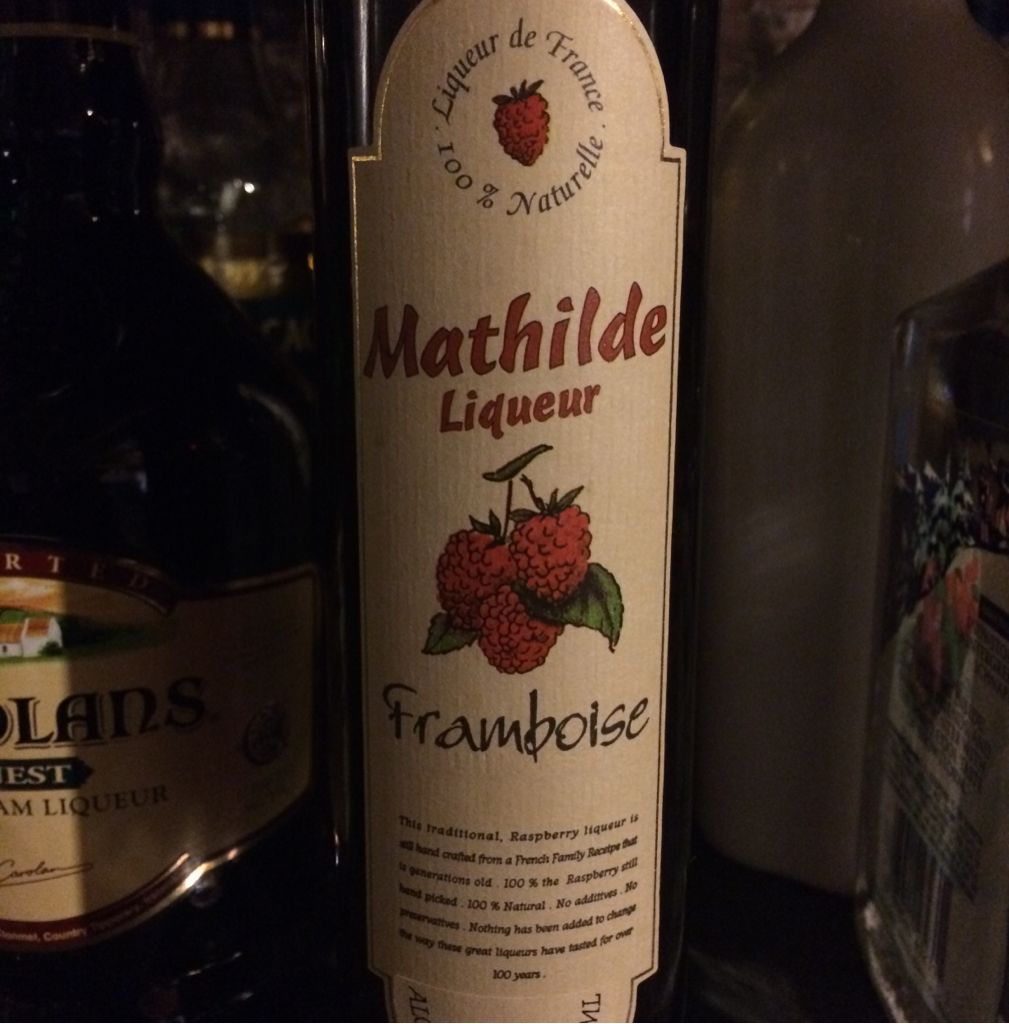 · Liqueur de France ·
100 % Naturelle
Mathilde
Liqueur
Framboise
This traditional, Raspberry liqueur is
still hand crafted from a French Family Receipe that
is generations old . 100 % the Raspberry still
hand picked . 100 % Natural . No additives . No
preservatives . Nothing has been added to change
the way these great liqueurs have tasted for over
100 years .
RTED
OLANS
NEST
AM LIQUEUR
Carolan